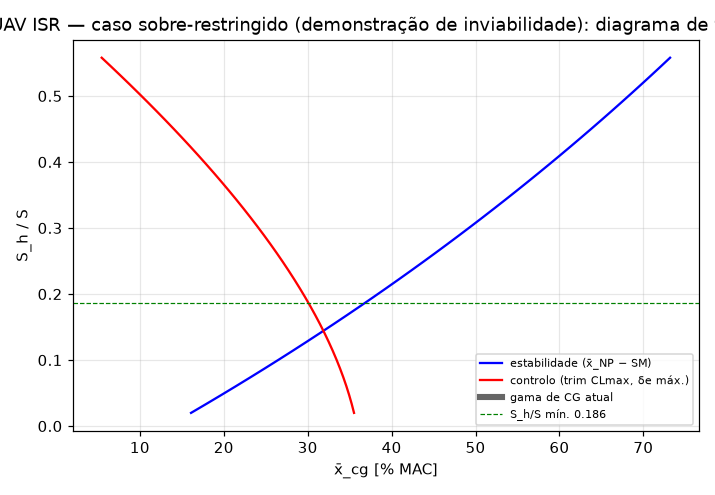 UAV ISR — caso sobre-restringido (demonstração de inviabilidade): diagrama de
S_h / S
0.5
0.4
0.3
0.2
0.1
0.0
estabilidade (x̄_NP − SM)
controlo (trim CLmax, δe máx.)
gama de CG atual
S_h/S mín. 0.186
10 20 30 40 50 60 70
x̄_cg [% MAC]